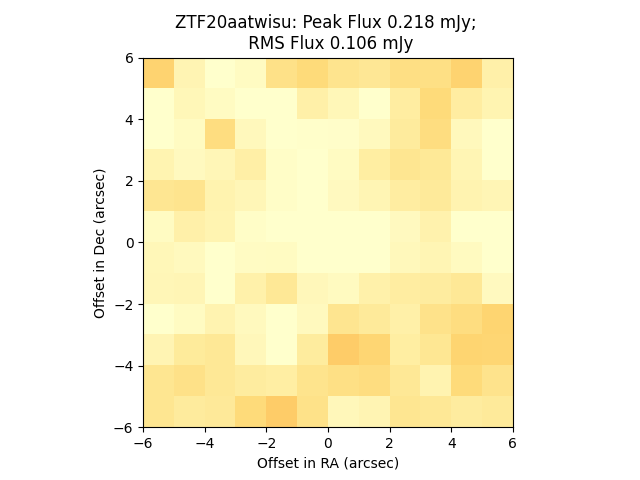 ZTF20aatwisu: Peak Flux 0.218 mJy;
RMS Flux 0.106 mJy
6
4
2
0
−2
−4
−6
Offset in Dec (arcsec)
−6 −4 −2 0 2 4 6
Offset in RA (arcsec)